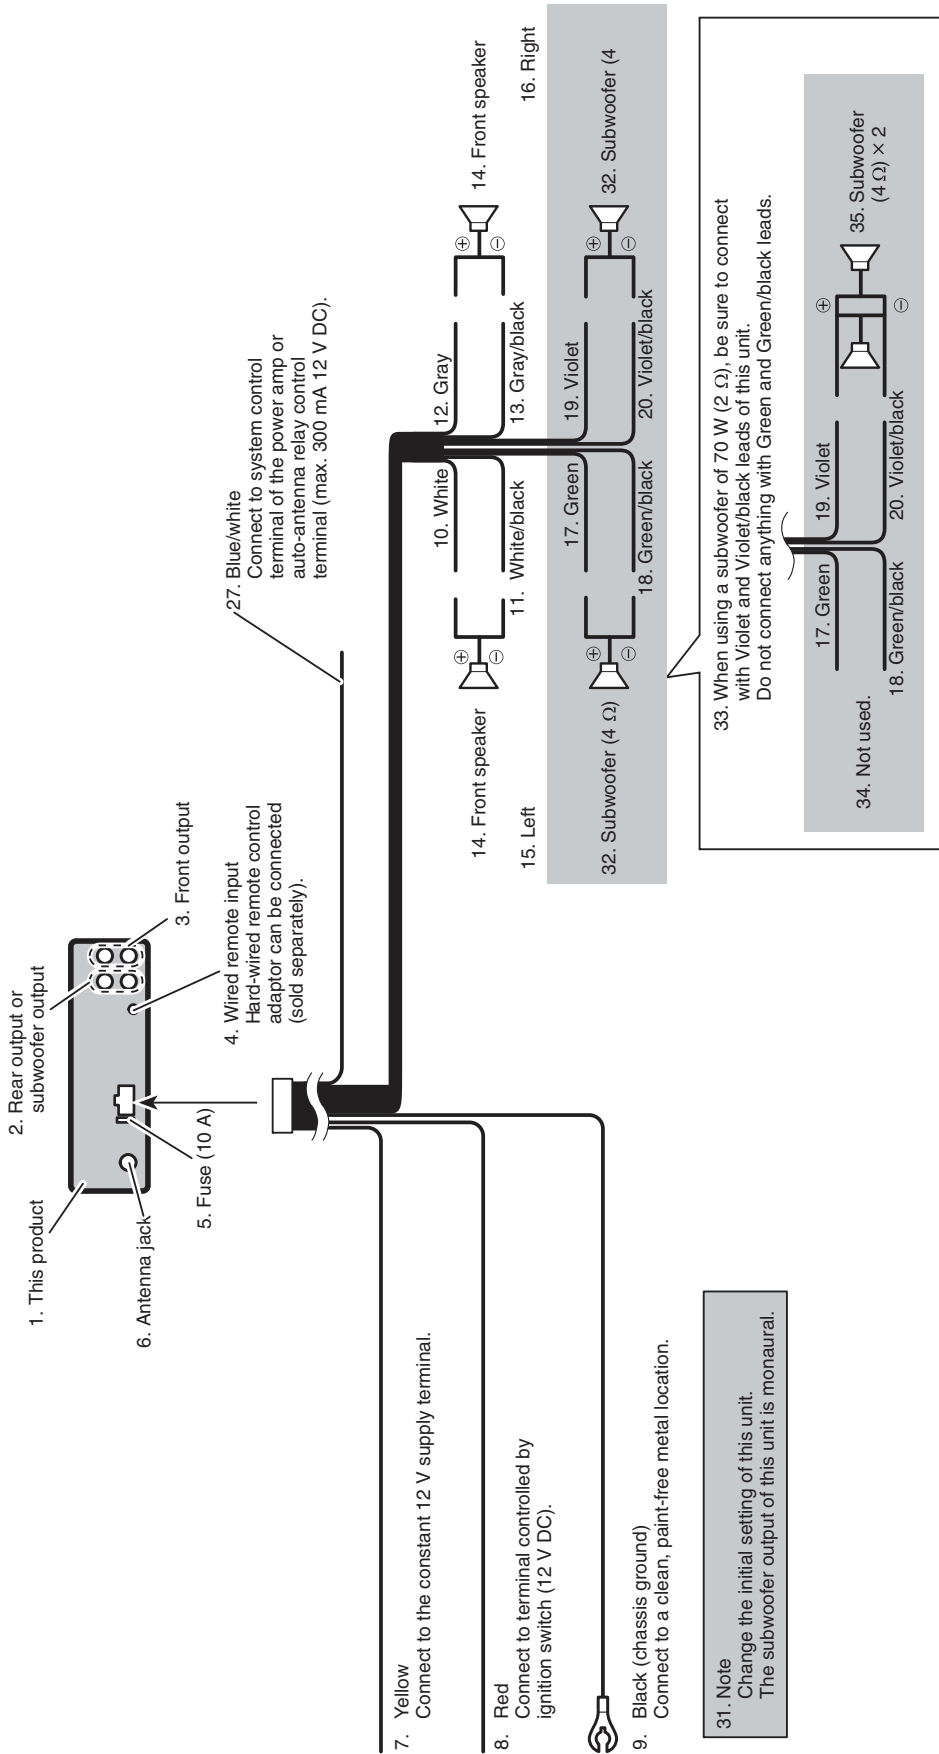 1. This product
2. Rear output or
subwoofer output
3. Front output
4. Wired remote input
Hard-wired remote control
adaptor can be connected
(sold separately).
5. Fuse (10 A)
6. Antenna jack
7. Yellow
Connect to the constant 12 V supply terminal.
8. Red
Connect to terminal controlled by
ignition switch (12 V DC).
9. Black (chassis ground)
Connect to a clean, paint-free metal location.
27. Blue/white
Connect to system control
terminal of the power amp or
auto-antenna relay control
terminal (max. 300 mA 12 V DC).
14. Front speaker
⊕
⊖
10. White
11. White/black
12. Gray
13. Gray/black
⊕
⊖
14. Front speaker
15. Left
16. Right
32. Subwoofer (4 Ω)
⊕
⊖
17. Green
18. Green/black
19. Violet
20. Violet/black
⊕
⊖
32. Subwoofer (4
31. Note
Change the initial setting of this unit.
The subwoofer output of this unit is monaural.
33. When using a subwoofer of 70 W (2 Ω), be sure to connect
with Violet and Violet/black leads of this unit.
Do not connect anything with Green and Green/black leads.
34. Not used.
17. Green
18. Green/black
19. Violet
20. Violet/black
⊕
⊖
35. Subwoofer
(4 Ω) × 2